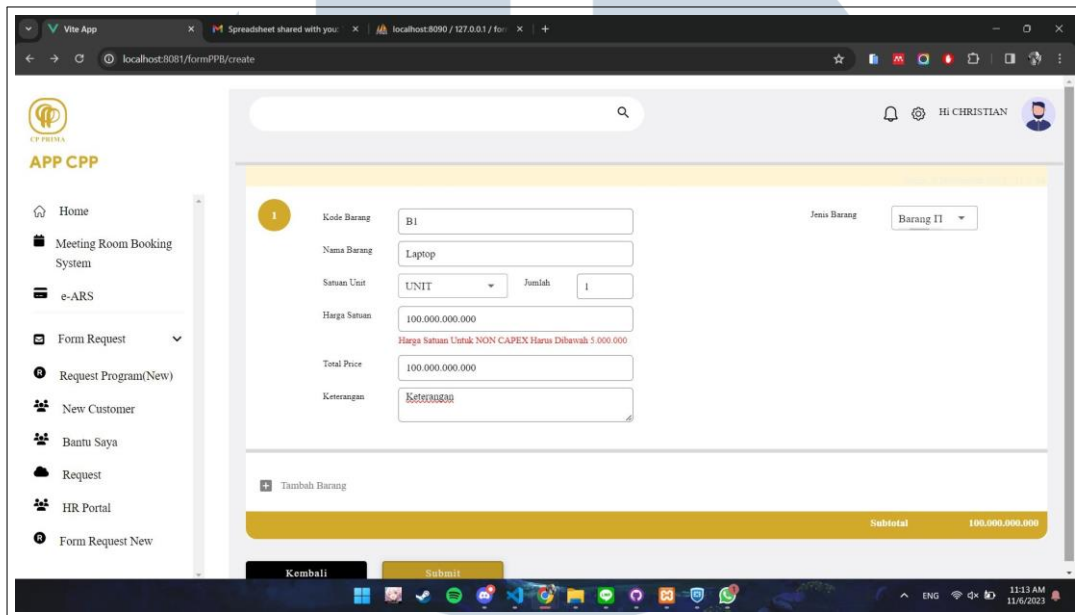 Vite App
Spreadsheet shared with you:
localhost:8090 / 127.0.0.1 / for
localhost:8081/formPPB/create
CP PRIMA
APP CPP
Hi CHRISTIAN
Home
Meeting Room Booking
System
e-ARS
Form Request
Request Program(New)
New Customer
Bantu Saya
Request
HR Portal
Form Request New
1
Kode Barang
B1
Jenis Barang
Barang IT
Nama Barang
Laptop
Satuan Unit
UNIT
Jumlah
1
Harga Satuan
100.000.000.000
Harga Satuan Untuk NON CAPEX Harus Dibawah 5.000.000
Total Price
100.000.000.000
Keterangan
Keterangan
Tambah Barang
Subtotal 100.000.000.000
Kembali
Submit
ENG
11:13 AM
11/6/2023